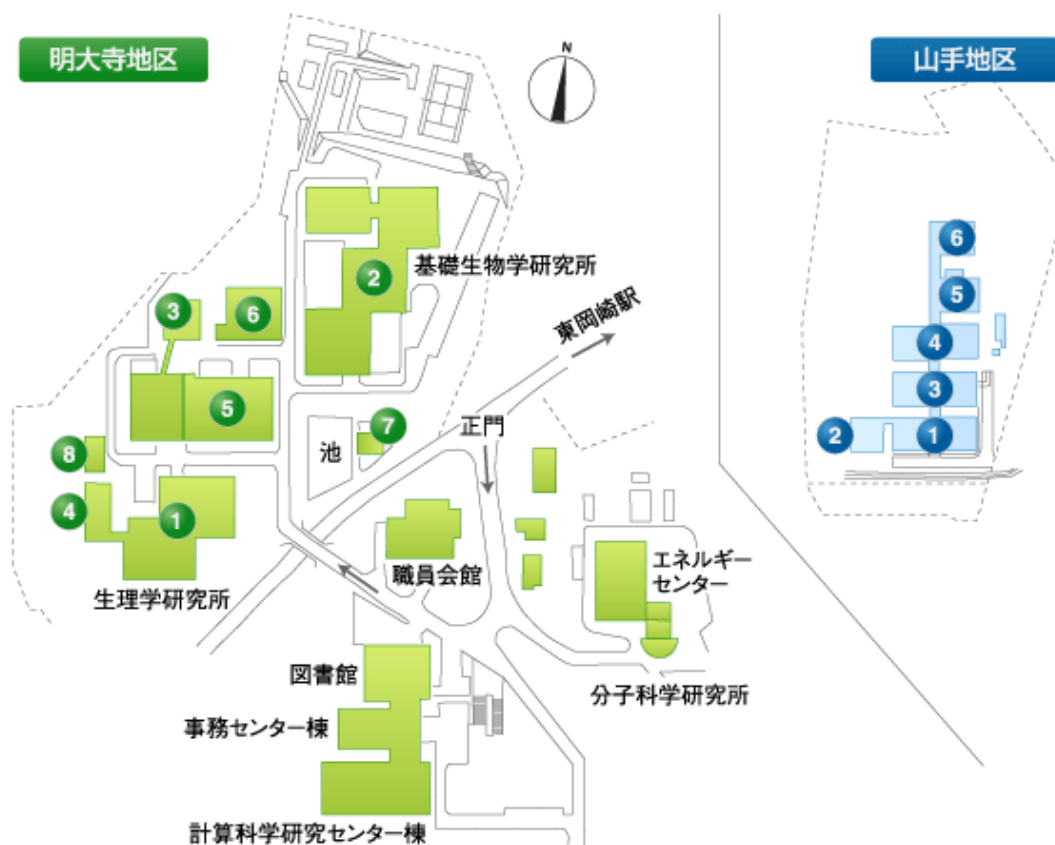 明大寺地区
N
山手地区
6
2
基礎生物学研究所
5
3
6
東岡崎駅
4
3
5
7
正門
池
2
1
8
4
1
職員会館
エネルギー
センター
生理学研究所
図書館
分子科学研究所
事務センター棟
計算科学研究センター棟